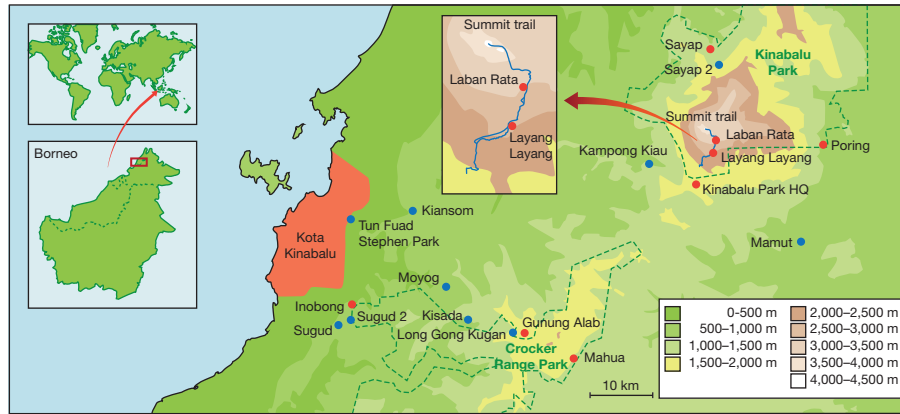 Borneo
Summit trail
Laban Rata
Layang
Layang
Sayap
Sayap 2
Kinabalu
Park
Summit trail
Laban Rata
Layang Layang
Poring
Kampong Kiau
Kinabalu Park HQ
Kiansom
Tun Fuad
Stephen Park
Kota
Kinabalu
Mamut
Moyog
Inobong
Sugud 2
Sugud
Kisada
Long Gong Kugan
Gunung Alab
Crocker
Range Park
Mahua
10 km
0-500 m
500–1,000 m
1,000–1,500 m
1,500–2,000 m
2,000–2,500 m
2,500–3,000 m
3,000–3,500 m
3,500–4,000 m
4,000–4,500 m